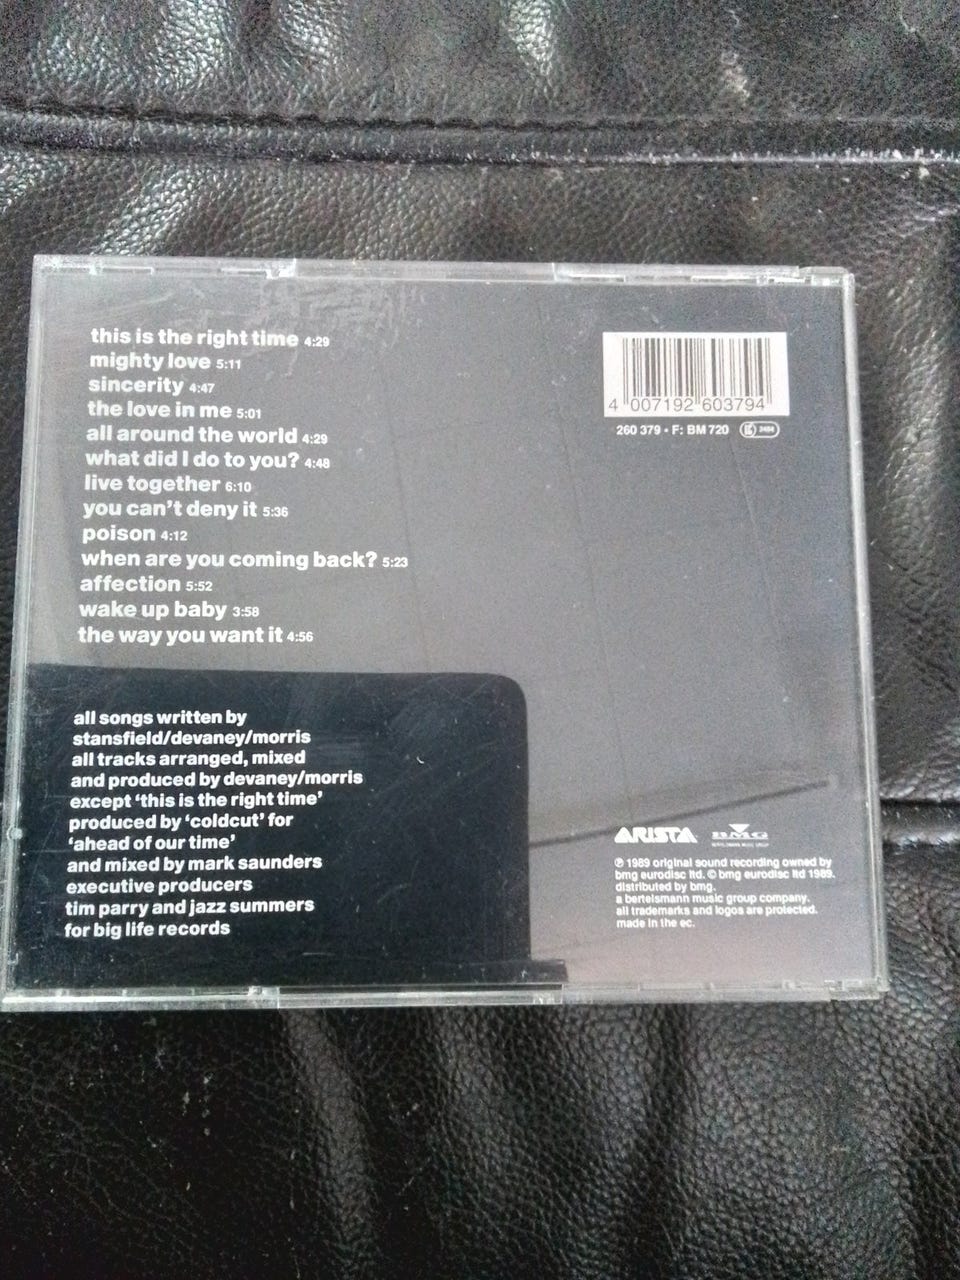 this is the right time 4:29
mighty love 5:11
sincerity 4:47
the love in me 5:01
all around the world 4:29
what did I do to you? 4:48
live together 6:10
you can't deny it 5:36
poison 4:12
when are you coming back? 5:23
affection 5:52
wake up baby 3:58
the way you want it 4:56
4 007192 603794
260 379 • F: BM 720
all songs written by
stansfield/devaney/morris
all tracks arranged, mixed
and produced by devaney/morris
except 'this is the right time'
produced by 'coldcut' for
'ahead of our time'
and mixed by mark saunders
executive producers
tim parry and jazz summers
for big life records
ARISTA BMG
BERTELSMANN MUSIC GROUP
℗ 1989 original sound recording owned by
bmg eurodisc ltd. © bmg eurodisc ltd 1989.
distributed by bmg.
a bertelsmann music group company.
all trademarks and logos are protected.
made in the ec.